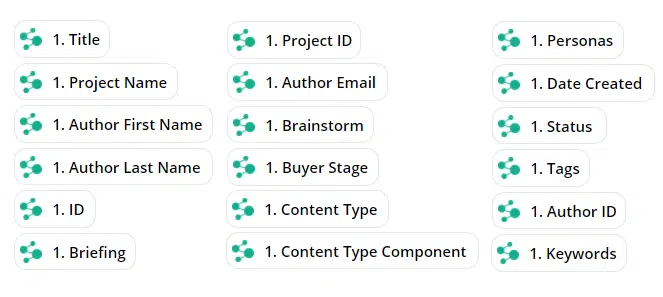 1. Title
1. Project Name
1. Author First Name
1. Author Last Name
1. ID
1. Briefing
1. Project ID
1. Author Email
1. Brainstorm
1. Buyer Stage
1. Content Type
1. Content Type Component
1. Personas
1. Date Created
1. Status
1. Tags
1. Author ID
1. Keywords